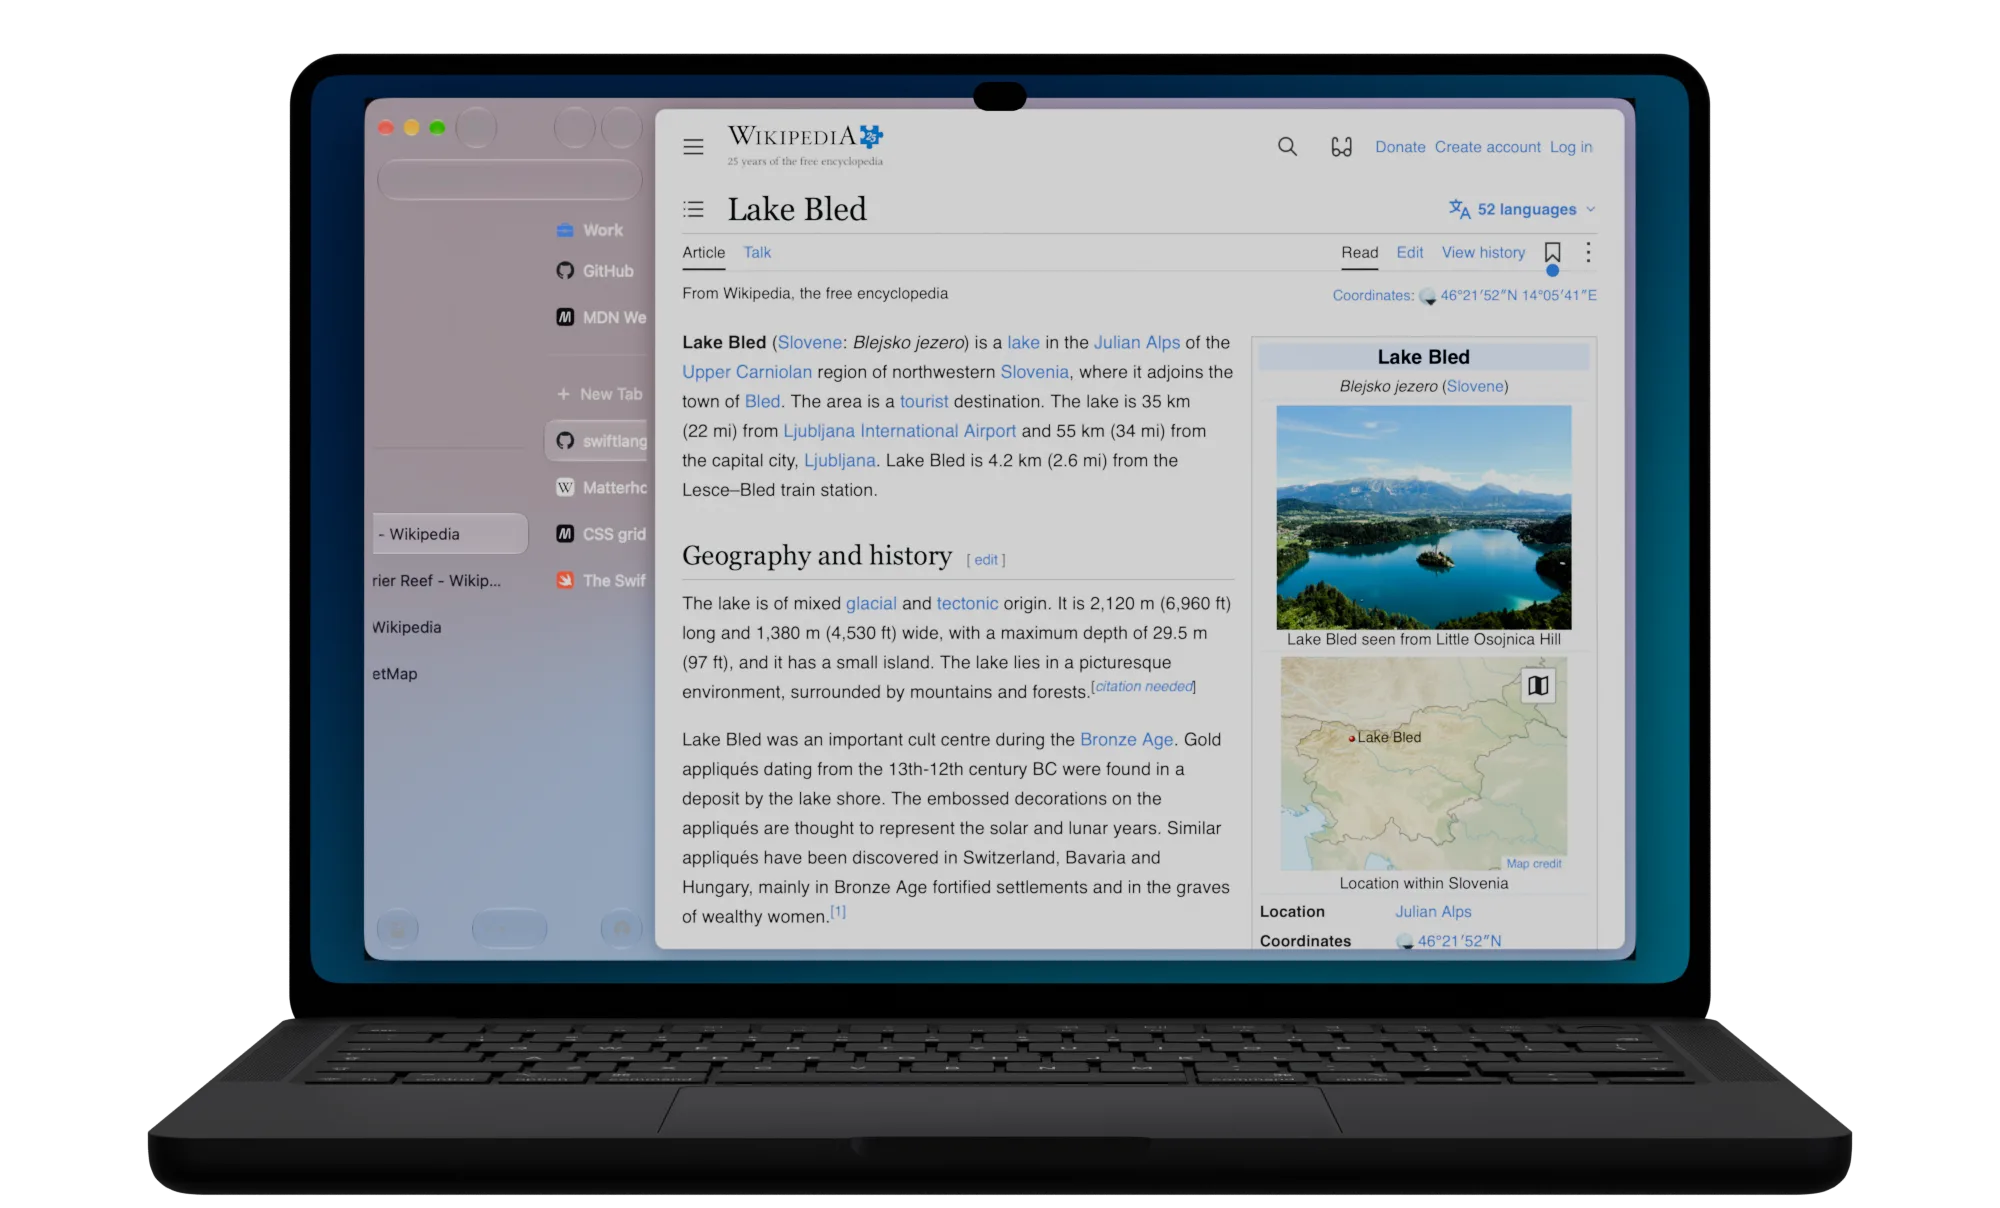 Work
GitHub
MDN We
+ New Tab
swiftlang
Matterho
CSS grid
The Swif
- Wikipedia
rier Reef - Wikip...
Wikipedia
etMap
WIKIPEDIA 25
25 years of the free encyclopedia
Donate Create account Log in
Lake Bled
52 languages
Article Talk
Read Edit View history
From Wikipedia, the free encyclopedia
Coordinates: 46°21′52″N 14°05′41″E
Lake Bled (Slovene: Blejsko jezero) is a lake in the Julian Alps of the
Upper Carniolan region of northwestern Slovenia, where it adjoins the
town of Bled. The area is a tourist destination. The lake is 35 km
(22 mi) from Ljubljana International Airport and 55 km (34 mi) from
the capital city, Ljubljana. Lake Bled is 4.2 km (2.6 mi) from the
Lesce–Bled train station.
Geography and history [ edit ]
The lake is of mixed glacial and tectonic origin. It is 2,120 m (6,960 ft)
long and 1,380 m (4,530 ft) wide, with a maximum depth of 29.5 m
(97 ft), and it has a small island. The lake lies in a picturesque
environment, surrounded by mountains and forests.[citation needed]
Lake Bled was an important cult centre during the Bronze Age. Gold
appliqués dating from the 13th-12th century BC were found in a
deposit by the lake shore. The embossed decorations on the
appliqués are thought to represent the solar and lunar years. Similar
appliqués have been discovered in Switzerland, Bavaria and
Hungary, mainly in Bronze Age fortified settlements and in the graves
of wealthy women.[1]
Lake Bled
Blejsko jezero (Slovene)
Lake Bled seen from Little Osojnica Hill
Lake Bled
Map credit
Location within Slovenia
Location Julian Alps
Coordinates 46°21′52″N